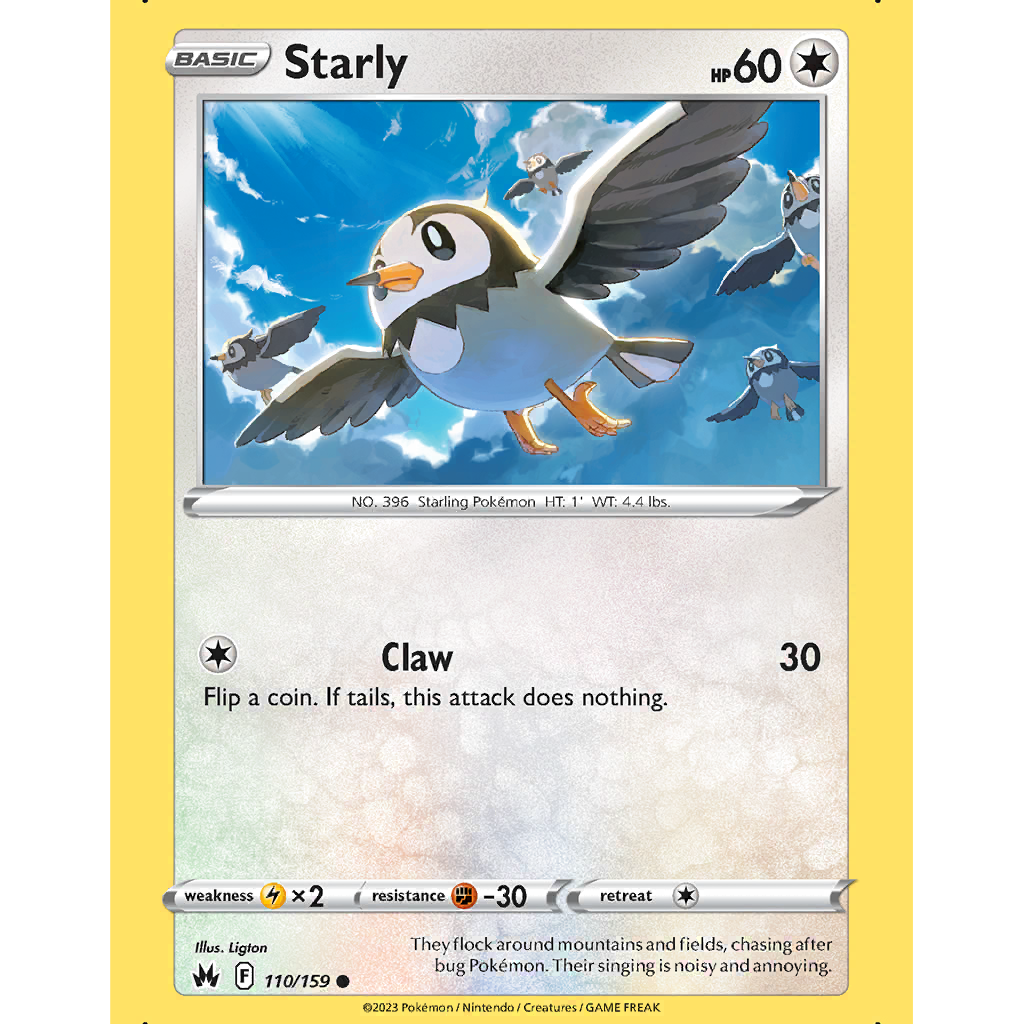 BASIC Starly HP 60
NO. 396 Starling Pokémon HT: 1' WT: 4.4 lbs.
Claw 30
Flip a coin. If tails, this attack does nothing.
weakness ×2 resistance -30 retreat
Illus. Ligton
They flock around mountains and fields, chasing after
bug Pokémon. Their singing is noisy and annoying.
F 110/159
©2023 Pokémon / Nintendo / Creatures / GAME FREAK